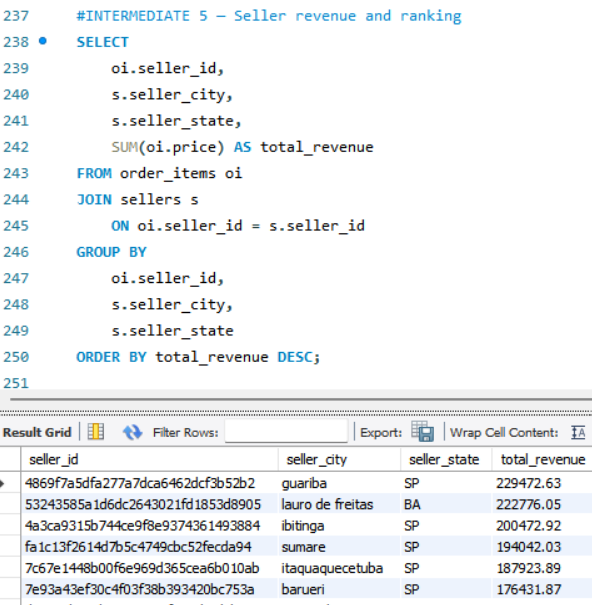 237 #INTERMEDIATE 5 – Seller revenue and ranking
238 SELECT
239 oi.seller_id,
240 s.seller_city,
241 s.seller_state,
242 SUM(oi.price) AS total_revenue
243 FROM order_items oi
244 JOIN sellers s
245 ON oi.seller_id = s.seller_id
246 GROUP BY
247 oi.seller_id,
248 s.seller_city,
249 s.seller_state
250 ORDER BY total_revenue DESC;
251
Result Grid Filter Rows: Export: Wrap Cell Content:
seller_id seller_city seller_state total_revenue
4869f7a5dfa277a7dca6462dcf3b52b2 guariba SP 229472.63
53243585a1d6dc2643021fd1853d8905 lauro de freitas BA 222776.05
4a3ca9315b744ce9f8e9374361493884 ibitinga SP 200472.92
fa1c13f2614d7b5c4749cbc52fecda94 sumare SP 194042.03
7c67e1448b00f6e969d365cea6b010ab itaquaquecetuba SP 187923.89
7e93a43ef30c4f03f38b393420bc753a barueri SP 176431.87